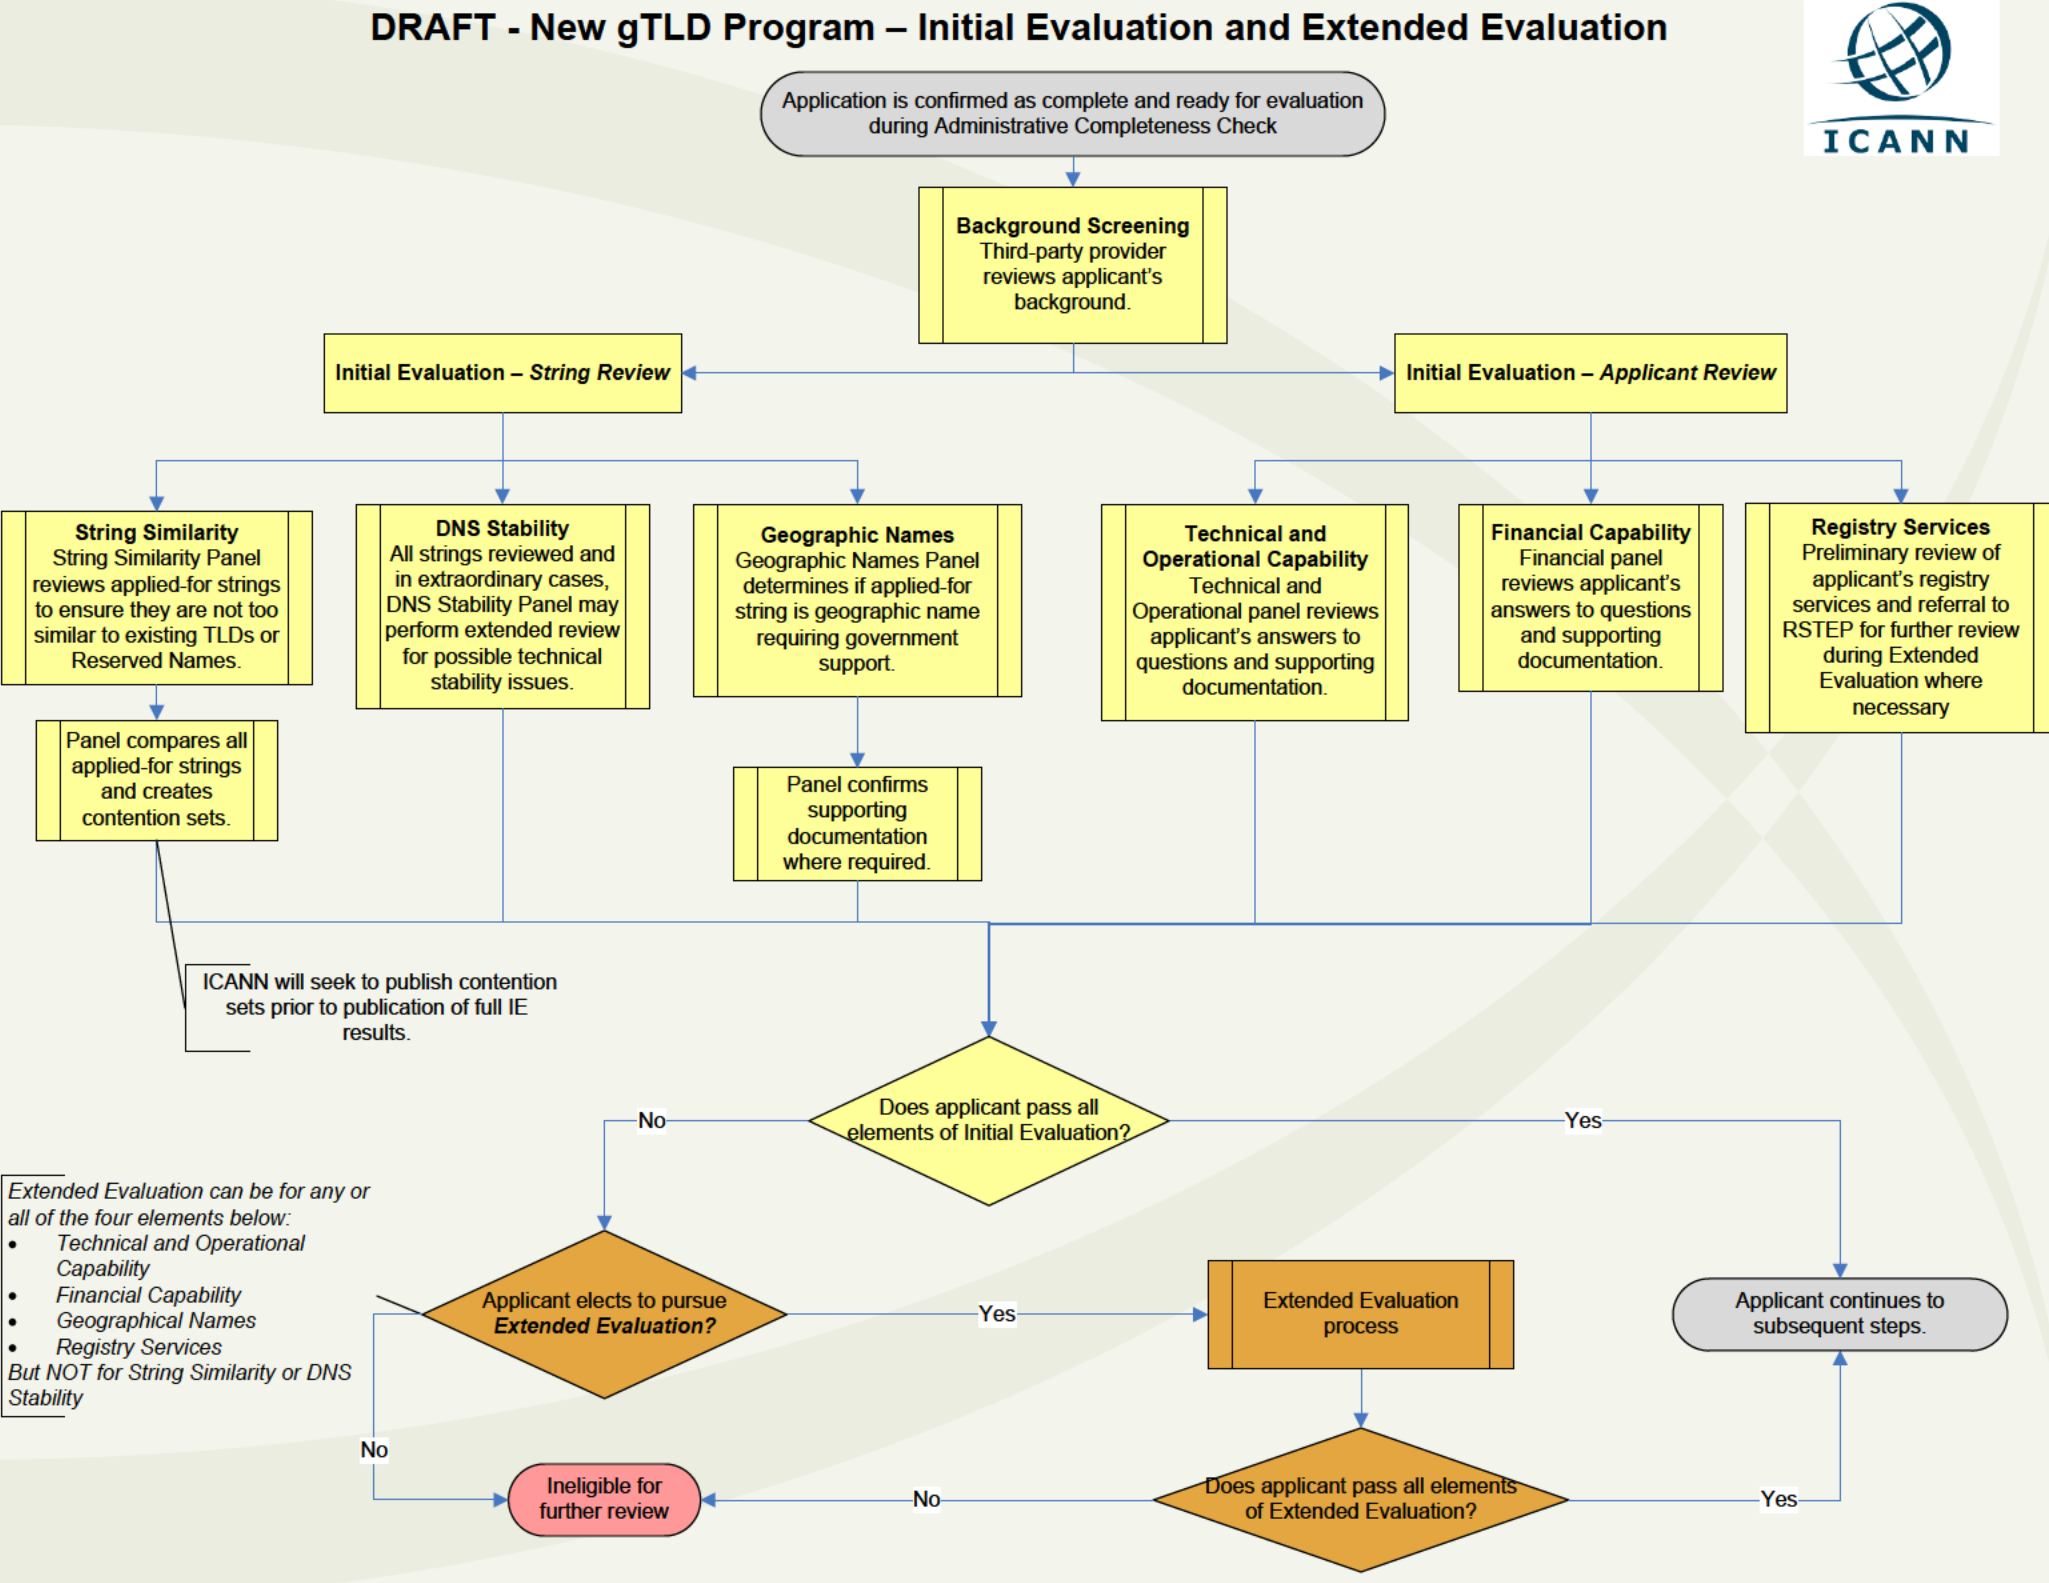 DRAFT - New gTLD Program – Initial Evaluation and Extended Evaluation
ICANN
Application is confirmed as complete and ready for evaluation
during Administrative Completeness Check
Background Screening
Third-party provider
reviews applicant's
background.
Initial Evaluation – String Review
Initial Evaluation – Applicant Review
String Similarity
String Similarity Panel
reviews applied-for strings
to ensure they are not too
similar to existing TLDs or
Reserved Names.
DNS Stability
All strings reviewed and
in extraordinary cases,
DNS Stability Panel may
perform extended review
for possible technical
stability issues.
Geographic Names
Geographic Names Panel
determines if applied-for
string is geographic name
requiring government
support.
Technical and
Operational Capability
Technical and
Operational panel reviews
applicant's answers to
questions and supporting
documentation.
Financial Capability
Financial panel
reviews applicant's
answers to questions
and supporting
documentation.
Registry Services
Preliminary review of
applicant's registry
services and referral to
RSTEP for further review
during Extended
Evaluation where
necessary
Panel compares all
applied-for strings
and creates
contention sets.
Panel confirms
supporting
documentation
where required.
ICANN will seek to publish contention
sets prior to publication of full IE
results.
Does applicant pass all
elements of Initial Evaluation?
No
Yes
Extended Evaluation can be for any or
all of the four elements below:
• Technical and Operational
Capability
• Financial Capability
• Geographical Names
• Registry Services
But NOT for String Similarity or DNS
Stability
Applicant elects to pursue
Extended Evaluation?
Yes
Extended Evaluation
process
Applicant continues to
subsequent steps.
No
Ineligible for
further review
No
Does applicant pass all elements
of Extended Evaluation?
Yes